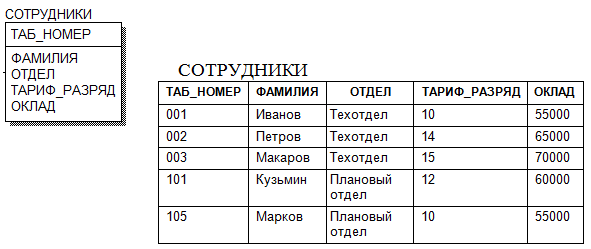 СОТРУДНИКИ
ТАБ_НОМЕР
ФАМИЛИЯ
ОТДЕЛ
ТАРИФ_РАЗРЯД
ОКЛАД
СОТРУДНИКИ
ТАБ_НОМЕР ФАМИЛИЯ ОТДЕЛ ТАРИФ_РАЗРЯД ОКЛАД
001 Иванов Техотдел 10 55000
002 Петров Техотдел 14 65000
003 Макаров Техотдел 15 70000
101 Кузьмин Плановый 12 60000
отдел
105 Марков Плановый 10 55000
отдел